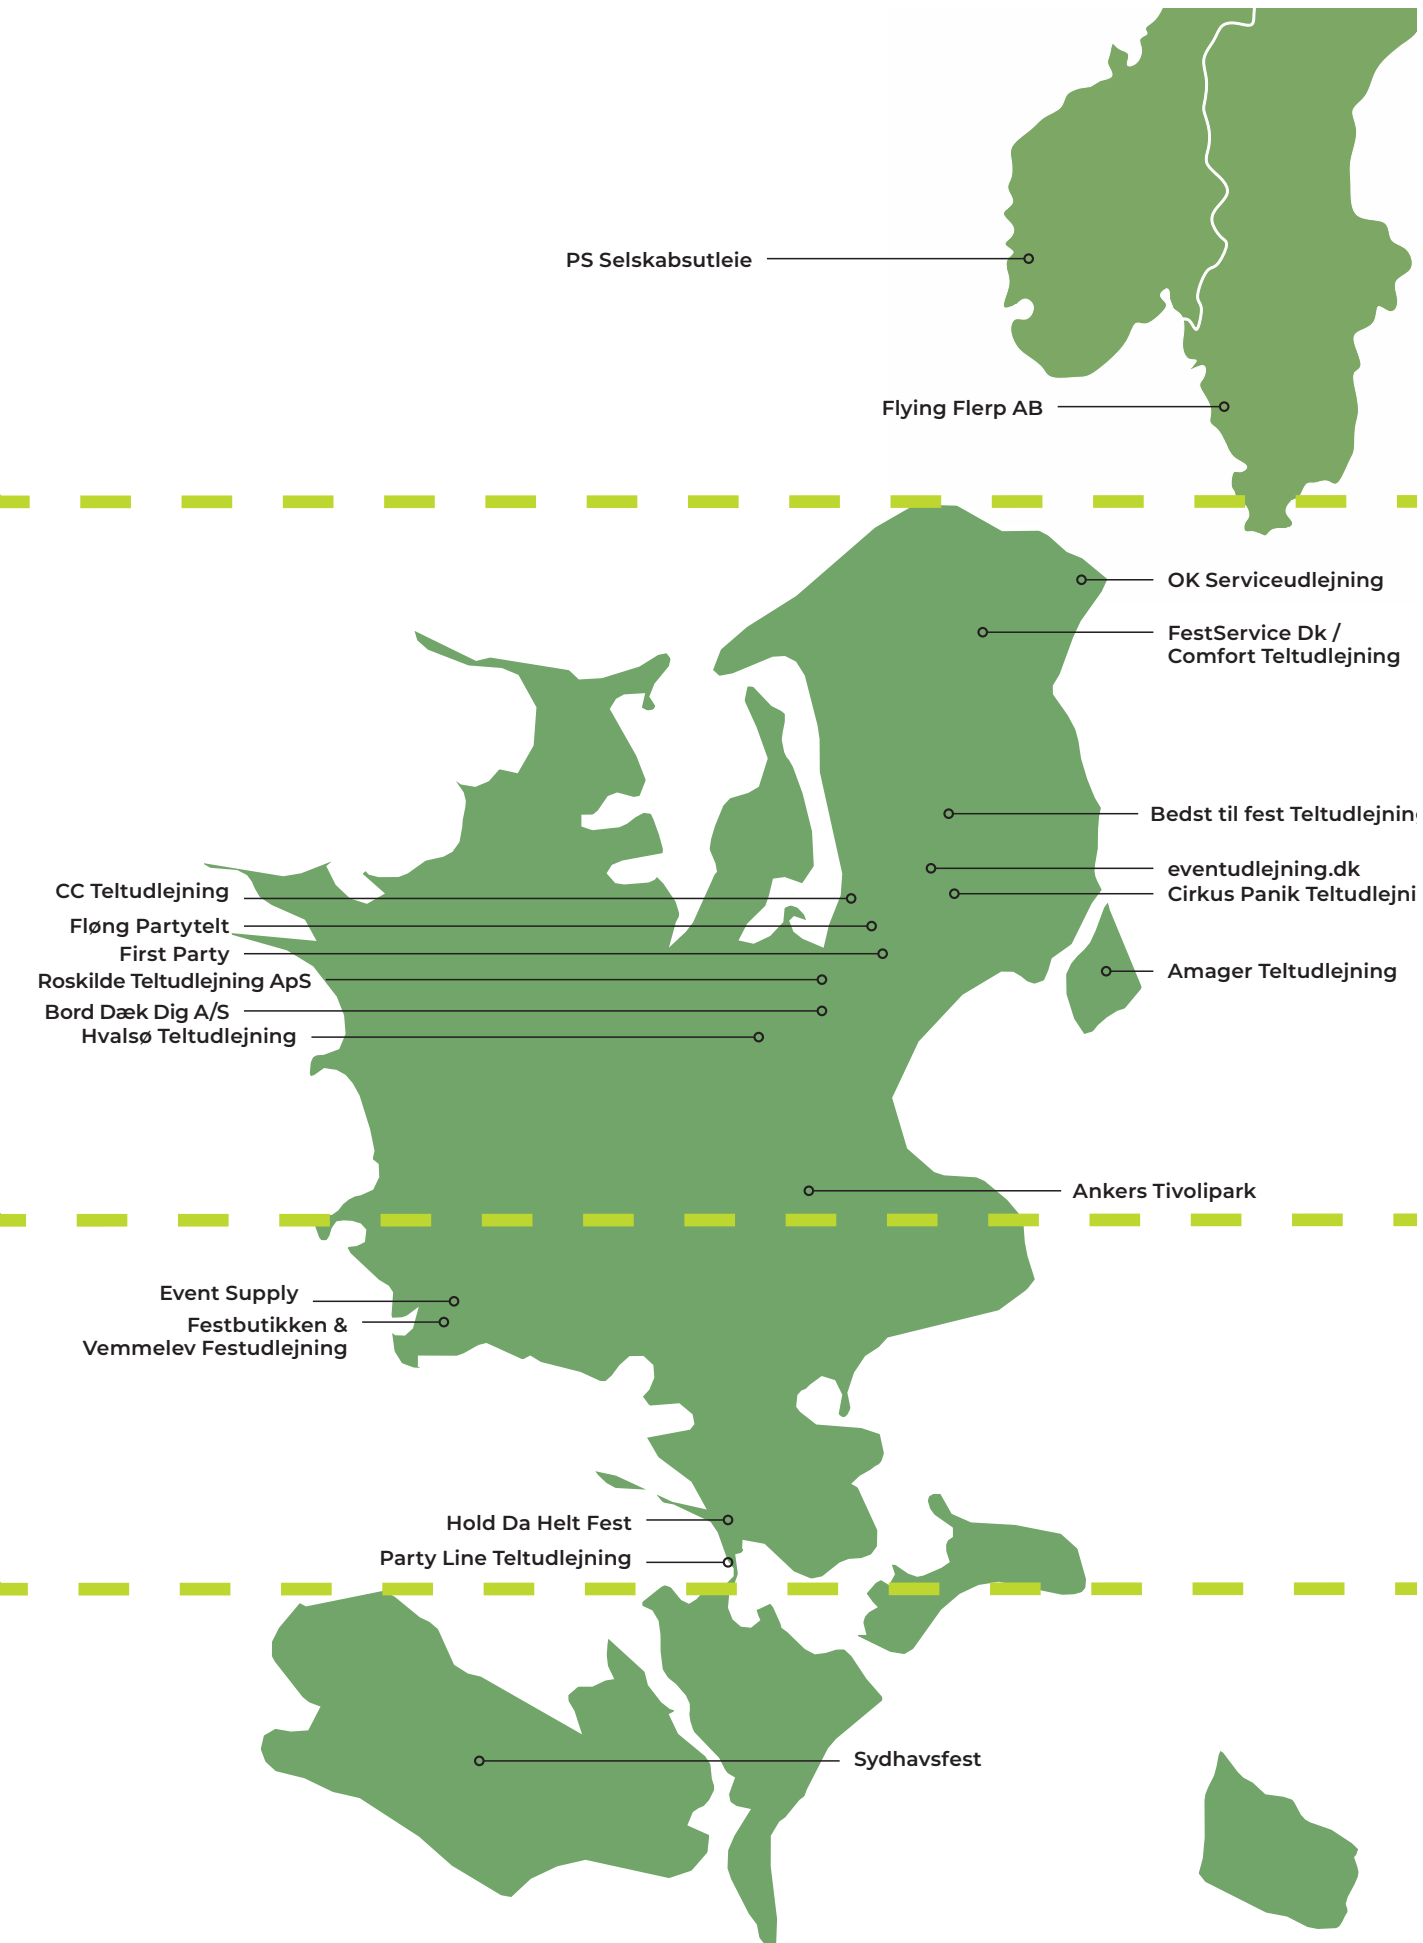 PS Selskabsutleie
Flying Flerp AB
OK Serviceudlejning
FestService Dk /
Comfort Teltudlejning
Bedst til fest
eventudlejning.dk
Cirkus Panik
CC Teltudlejning
Fløng Partytelt
First Party
Roskilde Teltudlejning ApS
Bord Dæk Dig A/S
Hvalsø Teltudlejning
Amager Teltudlejning
Ankers Tivolipark
Event Supply
Festbutikken &
Vemmelev Festudlejning
Hold Da Helt Fest
Party Line Teltudlejning
Sydhavsfest